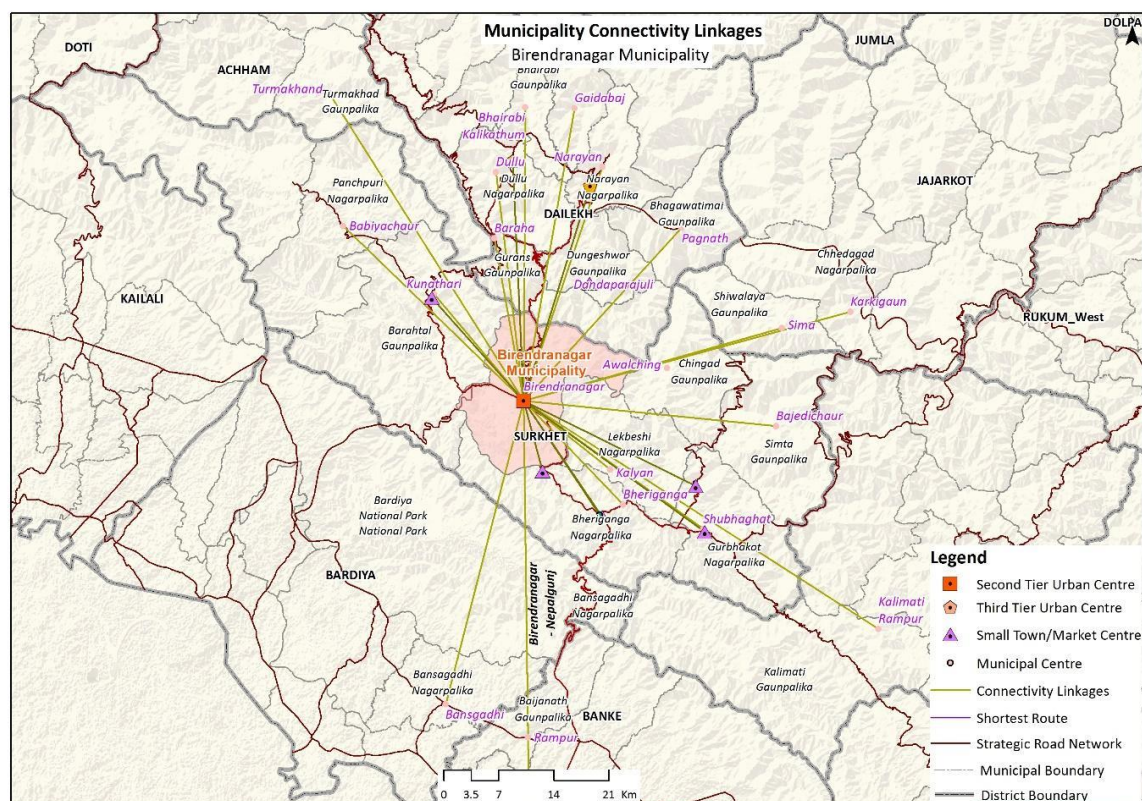 Municipality Connectivity Linkages
Birendranagar Municipality
DOLPA
DOTI
JUMLA
ACHHAM
Turmakhand
Turmakhad
Gaunpalika
Bhairabi
Gaunpalika
Gaidabaj
Bhairabi
Kalikathum
Dullu
Dullu
Nagarpalika
Narayan
Narayan
Nagarpalika
JAJARKOT
Panchpuri
Nagarpalika
DAILEKH
Bhagawatimai
Gaunpalika
Babiyachaur
Baraha
Pagnath
Gurans
Gaunpalika
Dungeshwor
Gaunpalika
Chhedagad
Nagarpalika
Kunathari
Dandaparajuli
KAILALI
Shiwalaya
Gaunpalika
Karkigaun
RUKUM_West
Barahtal
Gaunpalika
Sima
Birendranagar
Municipality
Awalching
Chingad
Gaunpalika
Birendranagar
Bajedichaur
SURKHET
Lekbeshi
Nagarpalika
Simta
Gaunpalika
Kalyan
Bheriganga
Bardiya
National Park
National Park
Bheriganga
Nagarpalika
Shubhaghat
Gurbhakot
Nagarpalika
BARDIYA
Birendranagar
- Nepalgunj
Bansagadhi
Nagarpalika
Kalimati
Rampur
Bansagadhi
Nagarpalika
Kalimati
Gaunpalika
Bansgadhi
Baijanath
Gaunpalika
BANKE
Rampur
0 3.5 7 14 21 Km
Legend
Second Tier Urban Centre
Third Tier Urban Centre
Small Town/Market Centre
Municipal Centre
Connectivity Linkages
Shortest Route
Strategic Road Network
Municipal Boundary
District Boundary